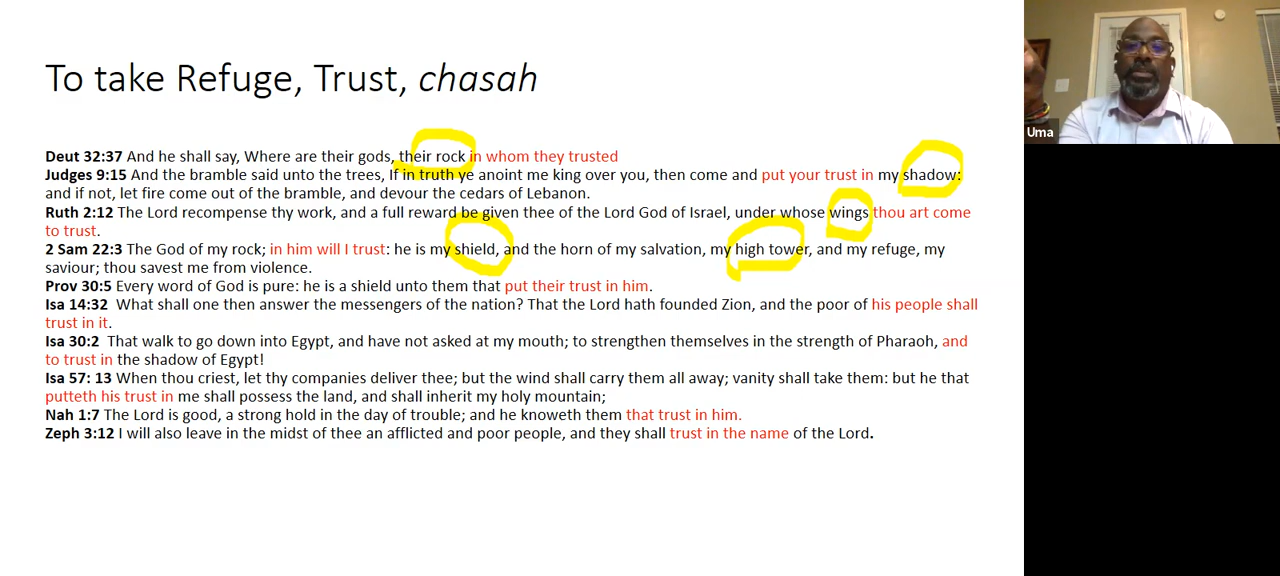 To take Refuge, Trust, chasah
Deut 32:37 And he shall say, Where are their gods, their rock in whom they trusted
Judges 9:15 And the bramble said unto the trees, If in truth ye anoint me king over you, then come and put your trust in my shadow:
and if not, let fire come out of the bramble, and devour the cedars of Lebanon.
Ruth 2:12 The Lord recompense thy work, and a full reward be given thee of the Lord God of Israel, under whose wings thou art come
to trust.
2 Sam 22:3 The God of my rock; in him will I trust: he is my shield, and the horn of my salvation, my high tower, and my refuge, my
saviour; thou savest me from violence.
Prov 30:5 Every word of God is pure: he is a shield unto them that put their trust in him.
Isa 14:32  What shall one then answer the messengers of the nation? That the Lord hath founded Zion, and the poor of his people shall
trust in it.
Isa 30:2  That walk to go down into Egypt, and have not asked at my mouth; to strengthen themselves in the strength of Pharaoh, and
to trust in the shadow of Egypt!
Isa 57: 13 When thou criest, let thy companies deliver thee; but the wind shall carry them all away; vanity shall take them: but he that
putteth his trust in me shall possess the land, and shall inherit my holy mountain;
Nah 1:7 The Lord is good, a strong hold in the day of trouble; and he knoweth them that trust in him.
Zeph 3:12 I will also leave in the midst of thee an afflicted and poor people, and they shall trust in the name of the Lord.
Uma